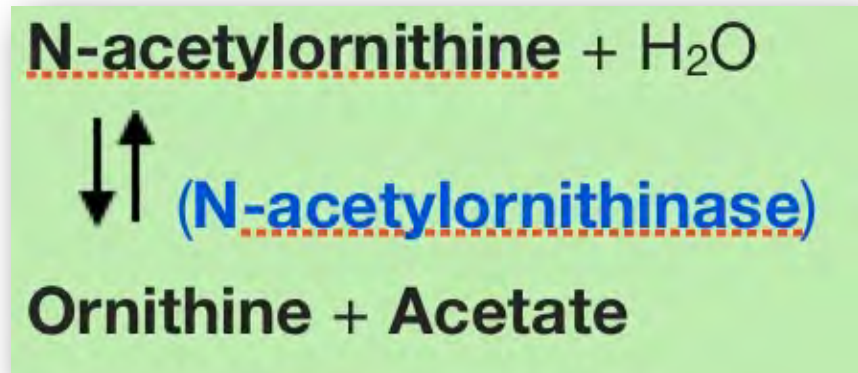 N-acetylornithine + H₂O
(N-acetylornithinase)
Ornithine + Acetate